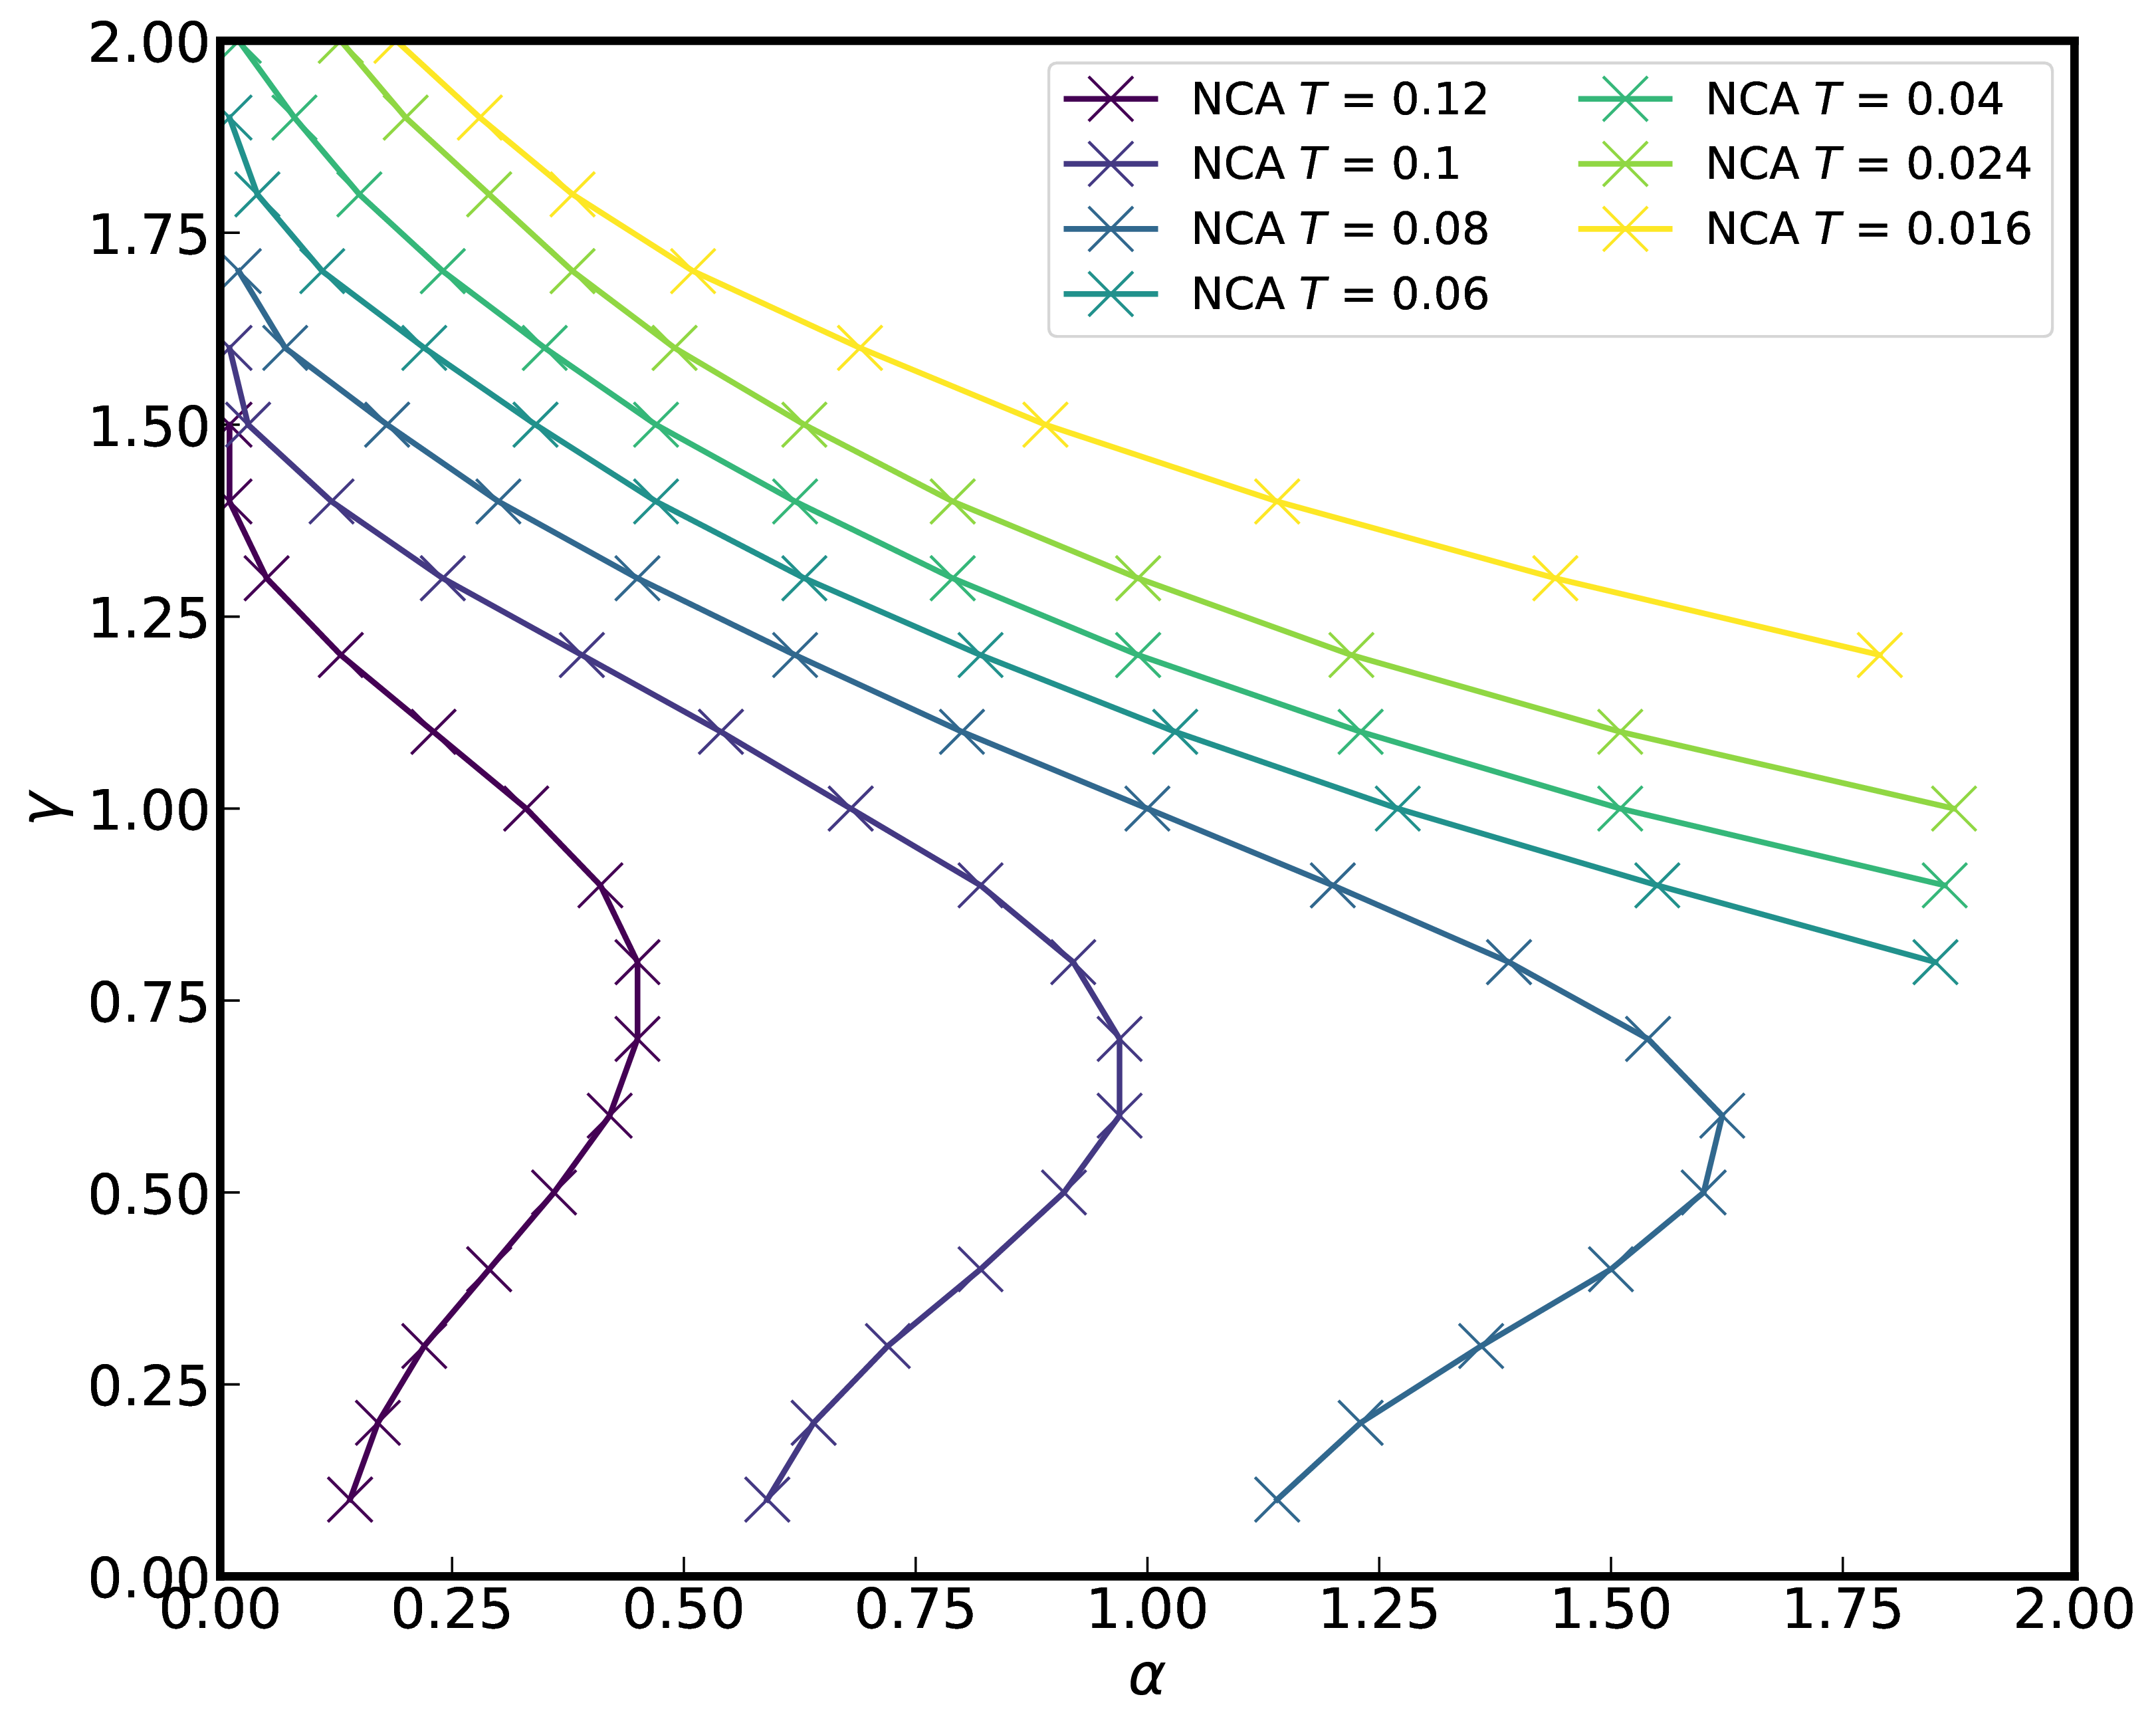 2.00
1.75
1.50
1.25
1.00
0.75
0.50
0.25
0.00
γ
NCA T = 0.12
NCA T = 0.1
NCA T = 0.08
NCA T = 0.06
NCA T = 0.04
NCA T = 0.024
NCA T = 0.016
0.00 0.25 0.50 0.75 1.00 1.25 1.50 1.75 2.00
α